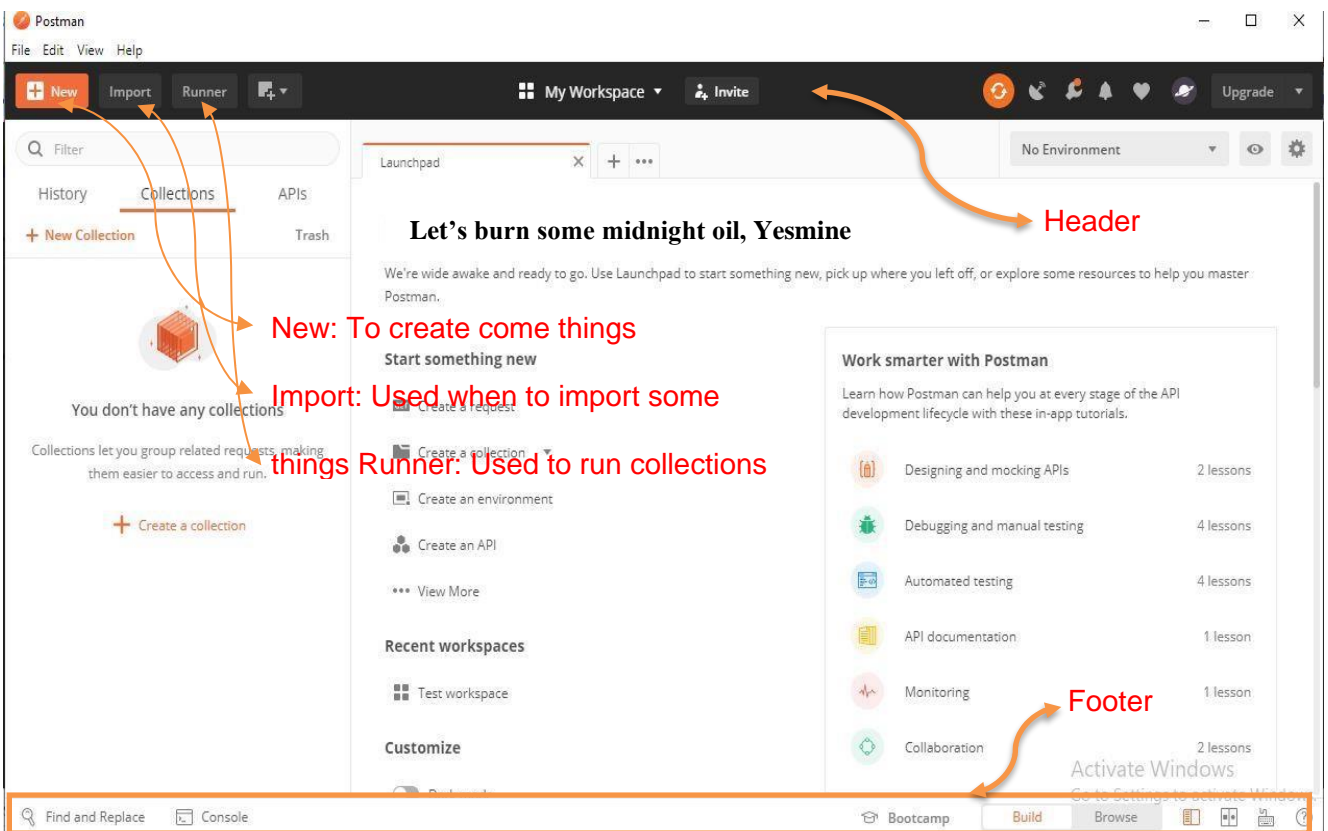 Postman
File Edit View Help
New Import Runner My Workspace Invite Upgrade
Filter
Launchpad
No Environment
History Collections APIs
+ New Collection Trash
Header
Let's burn some midnight oil, Yesmine
We're wide awake and ready to go. Use Launchpad to start something new, pick up where you left off, or explore some resources to help you master
Postman.
New: To create come things
Start something new
Import: Used when to import some
Create a request
things Runner: Used to run collections
Create a collection
Create an environment
Create an API
View More
Recent workspaces
Test workspace
Customize
You don't have any collections
Collections let you group related requests, making
them easier to access and run.
+ Create a collection
Work smarter with Postman
Learn how Postman can help you at every stage of the API
development lifecycle with these in-app tutorials.
Designing and mocking APIs 2 lessons
Debugging and manual testing 4 lessons
Automated testing 4 lessons
API documentation 1 lesson
Monitoring 1 lesson
Footer
Collaboration 2 lessons
Activate Windows
Go to Settings to activate Windows.
Find and Replace Console Bootcamp Build Browse